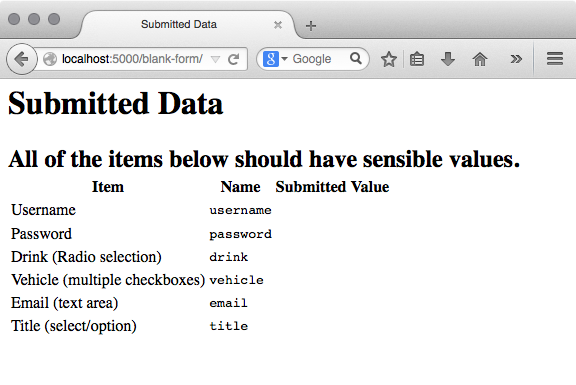 Submitted Data
localhost:5000/blank-form/
Google
Submitted Data
All of the items below should have sensible values.
Item Name Submitted Value
Username username
Password password
Drink (Radio selection) drink
Vehicle (multiple checkboxes) vehicle
Email (text area) email
Title (select/option) title